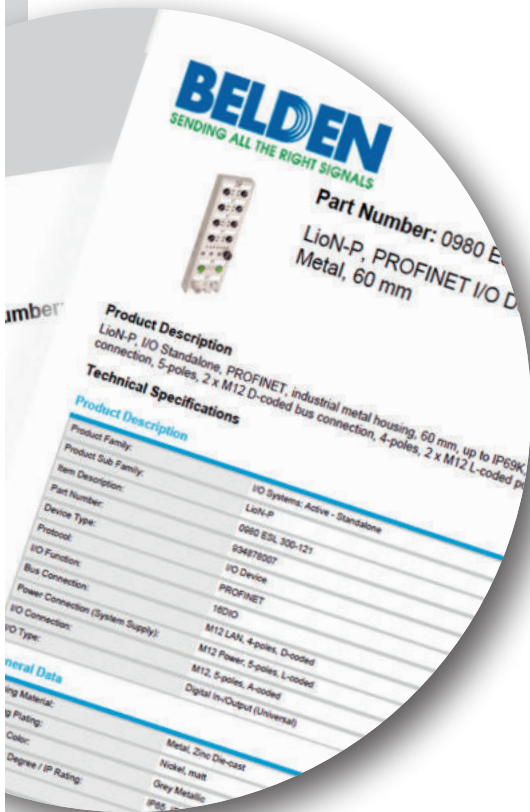 BELDEN
SENDING ALL THE RIGHT SIGNALS
Part Number: 0980
LioN-P, PROFINET I/O
Metal, 60 mm
Product Description
LioN-P, I/O Standalone, PROFINET, industrial metal housing, 60 mm, up to IP69K,
connection, 5-poles, 2 x M12 D-coded bus connection, 4-poles, 2 x M12 L-coded
Technical Specifications
Product Description
Product Family: I/O Systems: Active - Standalone
Product Sub Family: LioN-P
Item Description: 0980 ESL 300-121
Part Number: 934878007
Device Type: I/O Device
Protocol: PROFINET
I/O Function: 16DIO
Bus Connection: M12 LAN, 4-poles, D-coded
Power Connection (System Supply): M12 Power, 5-poles, L-coded
I/O Connection: M12, 5-poles, A-coded
I/O Type: Digital In-/Output (Universal)
Material: Metal, Zinc Die-cast
Plating: Nickel, matt
Color: Grey Metallic
Degree / IP Rating: